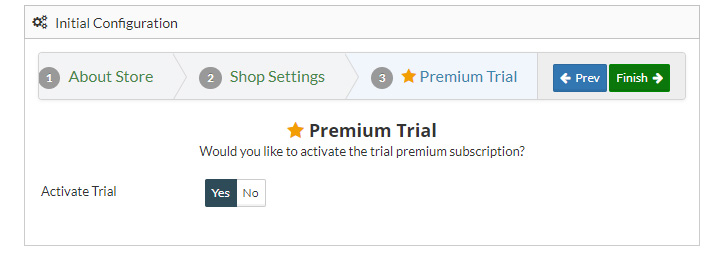 Initial Configuration
1 About Store 2 Shop Settings 3 Premium Trial Prev Finish
Premium Trial
Would you like to activate the trial premium subscription?
Activate Trial Yes No